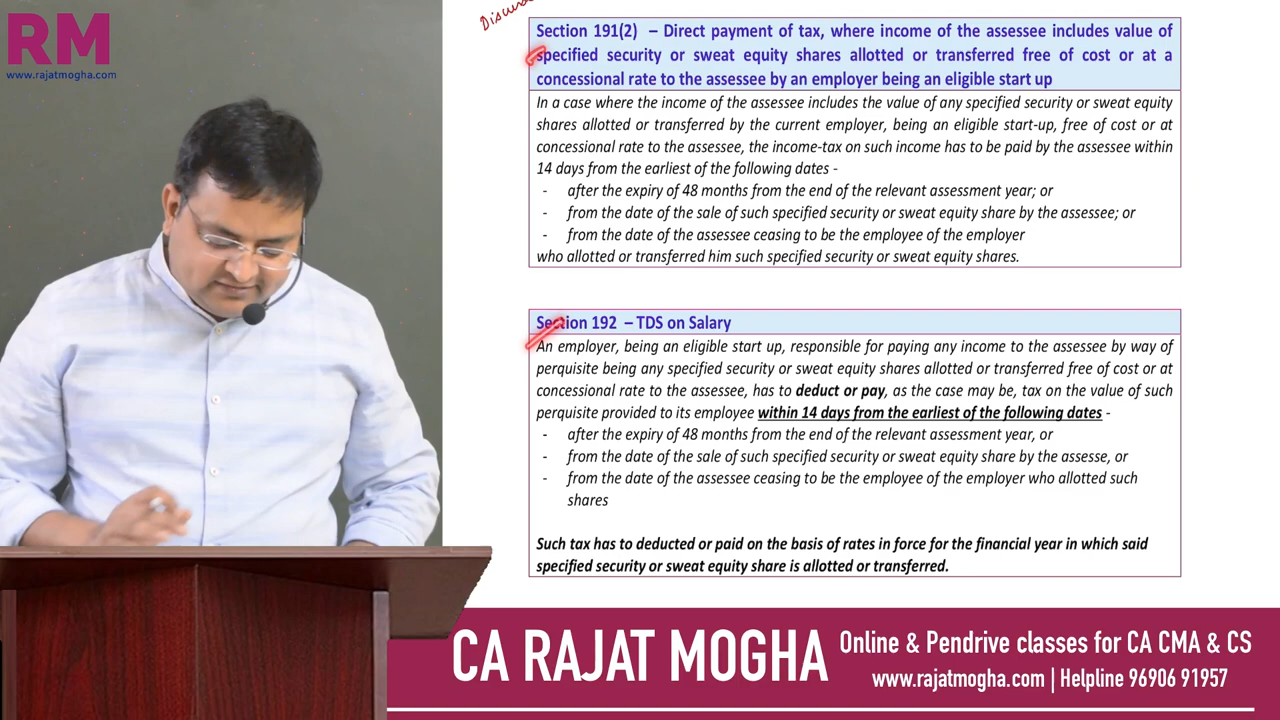 RM
www.rajatmogha.com
Section 191(2) – Direct payment of tax, where income of the assessee includes value of
specified security or sweat equity shares allotted or transferred free of cost or at a
concessional rate to the assessee by an employer being an eligible start up
In a case where the income of the assessee includes the value of any specified security or sweat equity
shares allotted or transferred by the current employer, being an eligible start-up, free of cost or at
concessional rate to the assessee, the income-tax on such income has to be paid by the assessee within
14 days from the earliest of the following dates -
- after the expiry of 48 months from the end of the relevant assessment year; or
- from the date of the sale of such specified security or sweat equity share by the assessee; or
- from the date of the assessee ceasing to be the employee of the employer
who allotted or transferred him such specified security or sweat equity shares.
Section 192 – TDS on Salary
An employer, being an eligible start up, responsible for paying any income to the assessee by way of
perquisite being any specified security or sweat equity shares allotted or transferred free of cost or at
concessional rate to the assessee, has to deduct or pay, as the case may be, tax on the value of such
perquisite provided to its employee within 14 days from the earliest of the following dates -
- after the expiry of 48 months from the end of the relevant assessment year, or
- from the date of the sale of such specified security or sweat equity share by the assesse, or
- from the date of the assessee ceasing to be the employee of the employer who allotted such
shares
Such tax has to deducted or paid on the basis of rates in force for the financial year in which said
specified security or sweat equity share is allotted or transferred.
CA RAJAT MOGHA
Online & Pendrive classes for CA CMA & CS
www.rajatmogha.com | Helpline 96906 91957